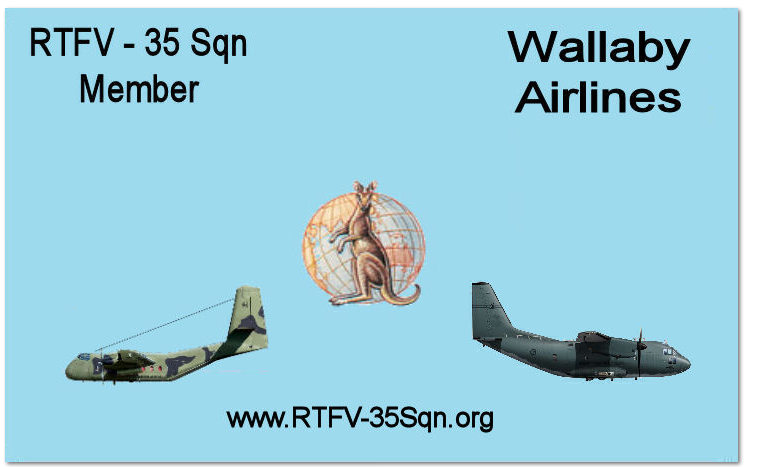 RTFV - 35 Sqn
Member
Wallaby
Airlines
www.RTFV-35Sqn.org